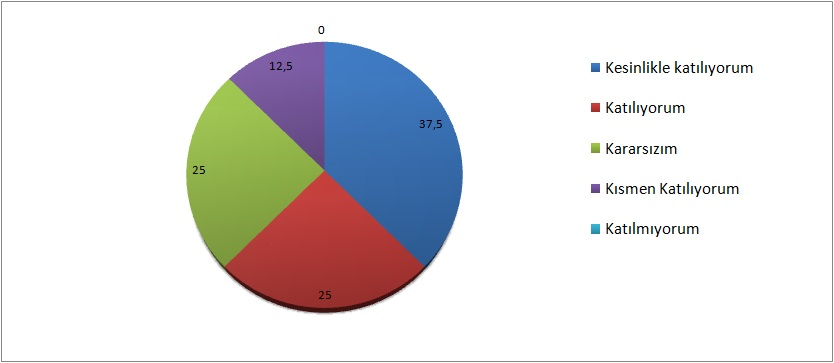 0
12,5
37,5
25
25
Kesinlikle katılıyorum
Katılıyorum
Kararsızım
Kısmen Katılıyorum
Katılmıyorum